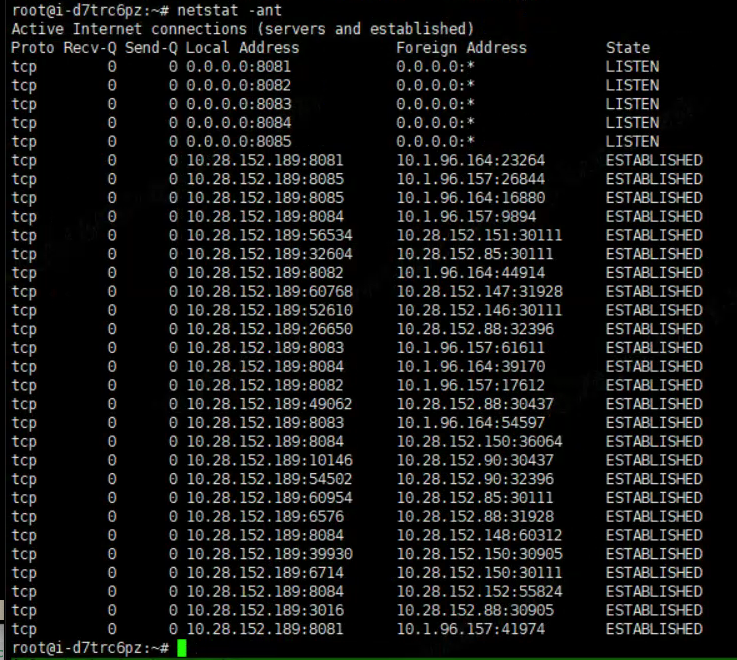 root@i-d7trc6pz:~# netstat -ant
Active Internet connections (servers and established)
Proto Recv-Q Send-Q Local Address           Foreign Address         State
tcp        0      0 0.0.0.0:8081            0.0.0.0:*               LISTEN
tcp        0      0 0.0.0.0:8082            0.0.0.0:*               LISTEN
tcp        0      0 0.0.0.0:8083            0.0.0.0:*               LISTEN
tcp        0      0 0.0.0.0:8084            0.0.0.0:*               LISTEN
tcp        0      0 0.0.0.0:8085            0.0.0.0:*               LISTEN
tcp        0      0 10.28.152.189:8081      10.1.96.164:23264       ESTABLISHED
tcp        0      0 10.28.152.189:8085      10.1.96.157:26844       ESTABLISHED
tcp        0      0 10.28.152.189:8085      10.1.96.164:16880       ESTABLISHED
tcp        0      0 10.28.152.189:8084      10.1.96.157:9894        ESTABLISHED
tcp        0      0 10.28.152.189:56534     10.28.152.151:30111     ESTABLISHED
tcp        0      0 10.28.152.189:32604     10.28.152.85:30111      ESTABLISHED
tcp        0      0 10.28.152.189:8082      10.1.96.164:44914       ESTABLISHED
tcp        0      0 10.28.152.189:60768     10.28.152.147:31928     ESTABLISHED
tcp        0      0 10.28.152.189:52610     10.28.152.146:30111     ESTABLISHED
tcp        0      0 10.28.152.189:26650     10.28.152.88:32396      ESTABLISHED
tcp        0      0 10.28.152.189:8083      10.1.96.157:61611       ESTABLISHED
tcp        0      0 10.28.152.189:8084      10.1.96.164:39170       ESTABLISHED
tcp        0      0 10.28.152.189:8082      10.1.96.157:17612       ESTABLISHED
tcp        0      0 10.28.152.189:49062     10.28.152.88:30437      ESTABLISHED
tcp        0      0 10.28.152.189:8083      10.1.96.164:54597       ESTABLISHED
tcp        0      0 10.28.152.189:8084      10.28.152.150:36064     ESTABLISHED
tcp        0      0 10.28.152.189:10146     10.28.152.90:30437      ESTABLISHED
tcp        0      0 10.28.152.189:54502     10.28.152.90:32396      ESTABLISHED
tcp        0      0 10.28.152.189:60954     10.28.152.85:30111      ESTABLISHED
tcp        0      0 10.28.152.189:6576      10.28.152.88:31928      ESTABLISHED
tcp        0      0 10.28.152.189:8084      10.28.152.148:60312     ESTABLISHED
tcp        0      0 10.28.152.189:39930     10.28.152.150:30905     ESTABLISHED
tcp        0      0 10.28.152.189:6714      10.28.152.150:30111     ESTABLISHED
tcp        0      0 10.28.152.189:8084      10.28.152.152:55824     ESTABLISHED
tcp        0      0 10.28.152.189:3016      10.28.152.88:30905      ESTABLISHED
tcp        0      0 10.28.152.189:8081      10.1.96.157:41974       ESTABLISHED
root@i-d7trc6pz:~#